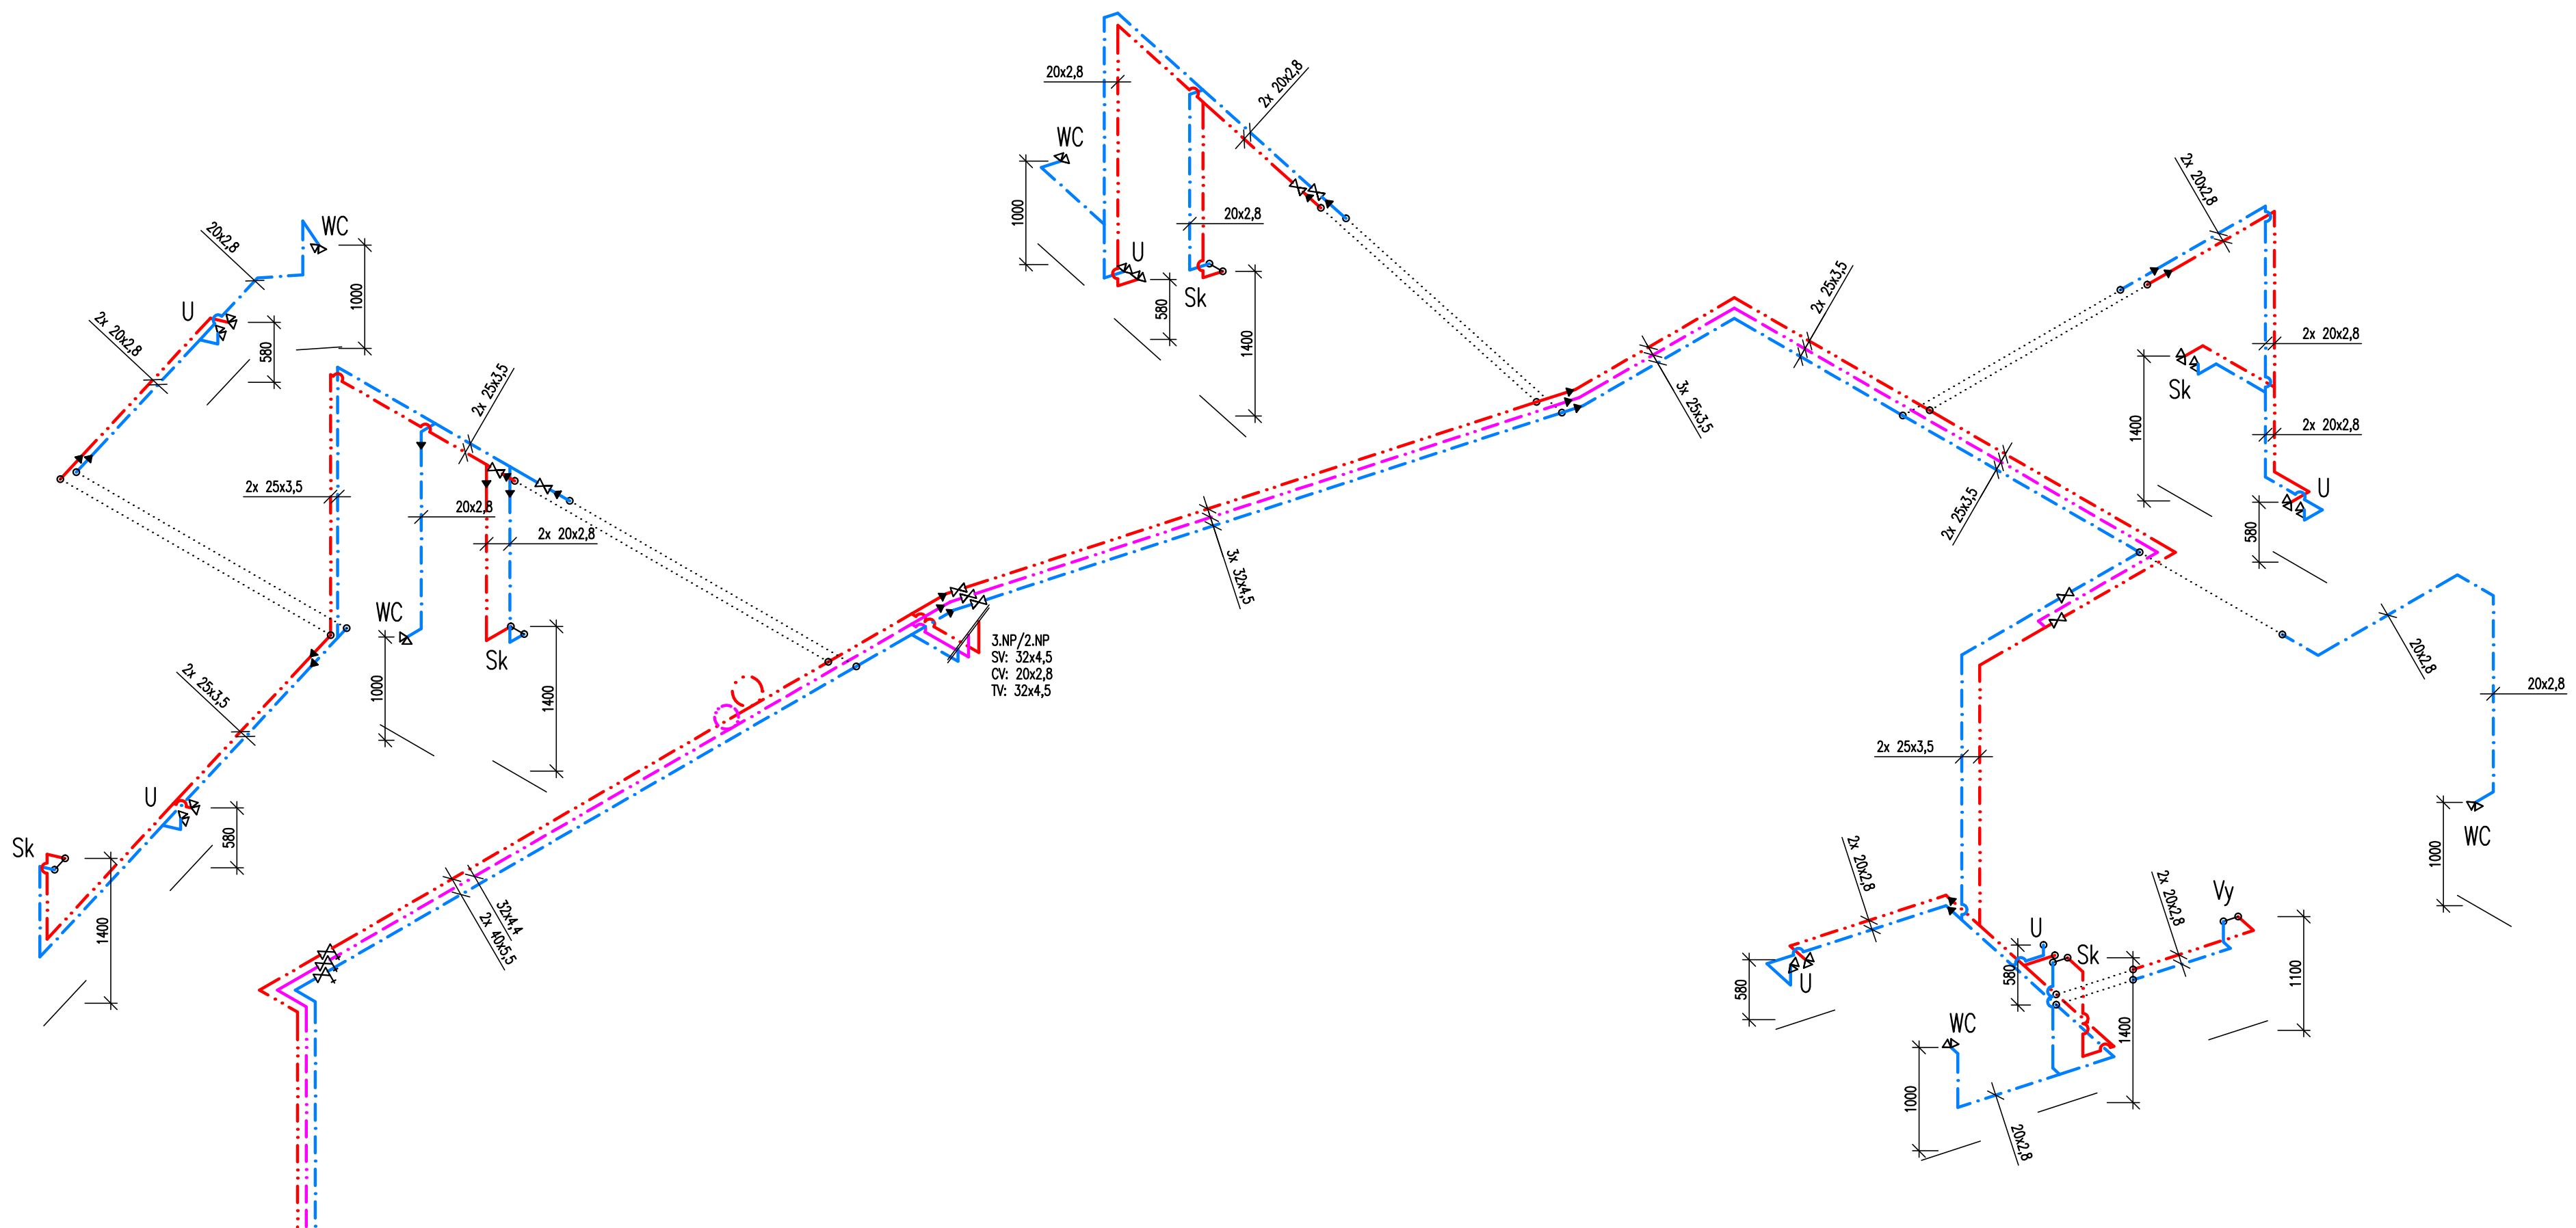 20x2,8
WC
2x 20x2,8
1000
U
20x2,8
Sk
580
1400
20x2,8
WC
1000
U
580
2x 20x2,8
2x 25x3,5
2x 25x3,5
20x2,8
2x 20x2,8
WC
1000
Sk
1400
2x 25x3,5
U
580
Sk
1400
3.NP/2.NP
SV: 32x4,5
CV: 20x2,8
TV: 32x4,5
32x4,4
2x 40x5,5
3x 32x4,5
3x 25x3,5
2x 25x3,5
2x 25x3,5
2x 20x2,8
2x 20x2,8
Sk
1400
2x 20x2,8
U
580
20x2,8
20x2,8
WC
1000
2x 25x3,5
2x 20x2,8
U
580
U
580
Sk
1400
2x 20x2,8
Vy
1100
WC
1000
20x2,8